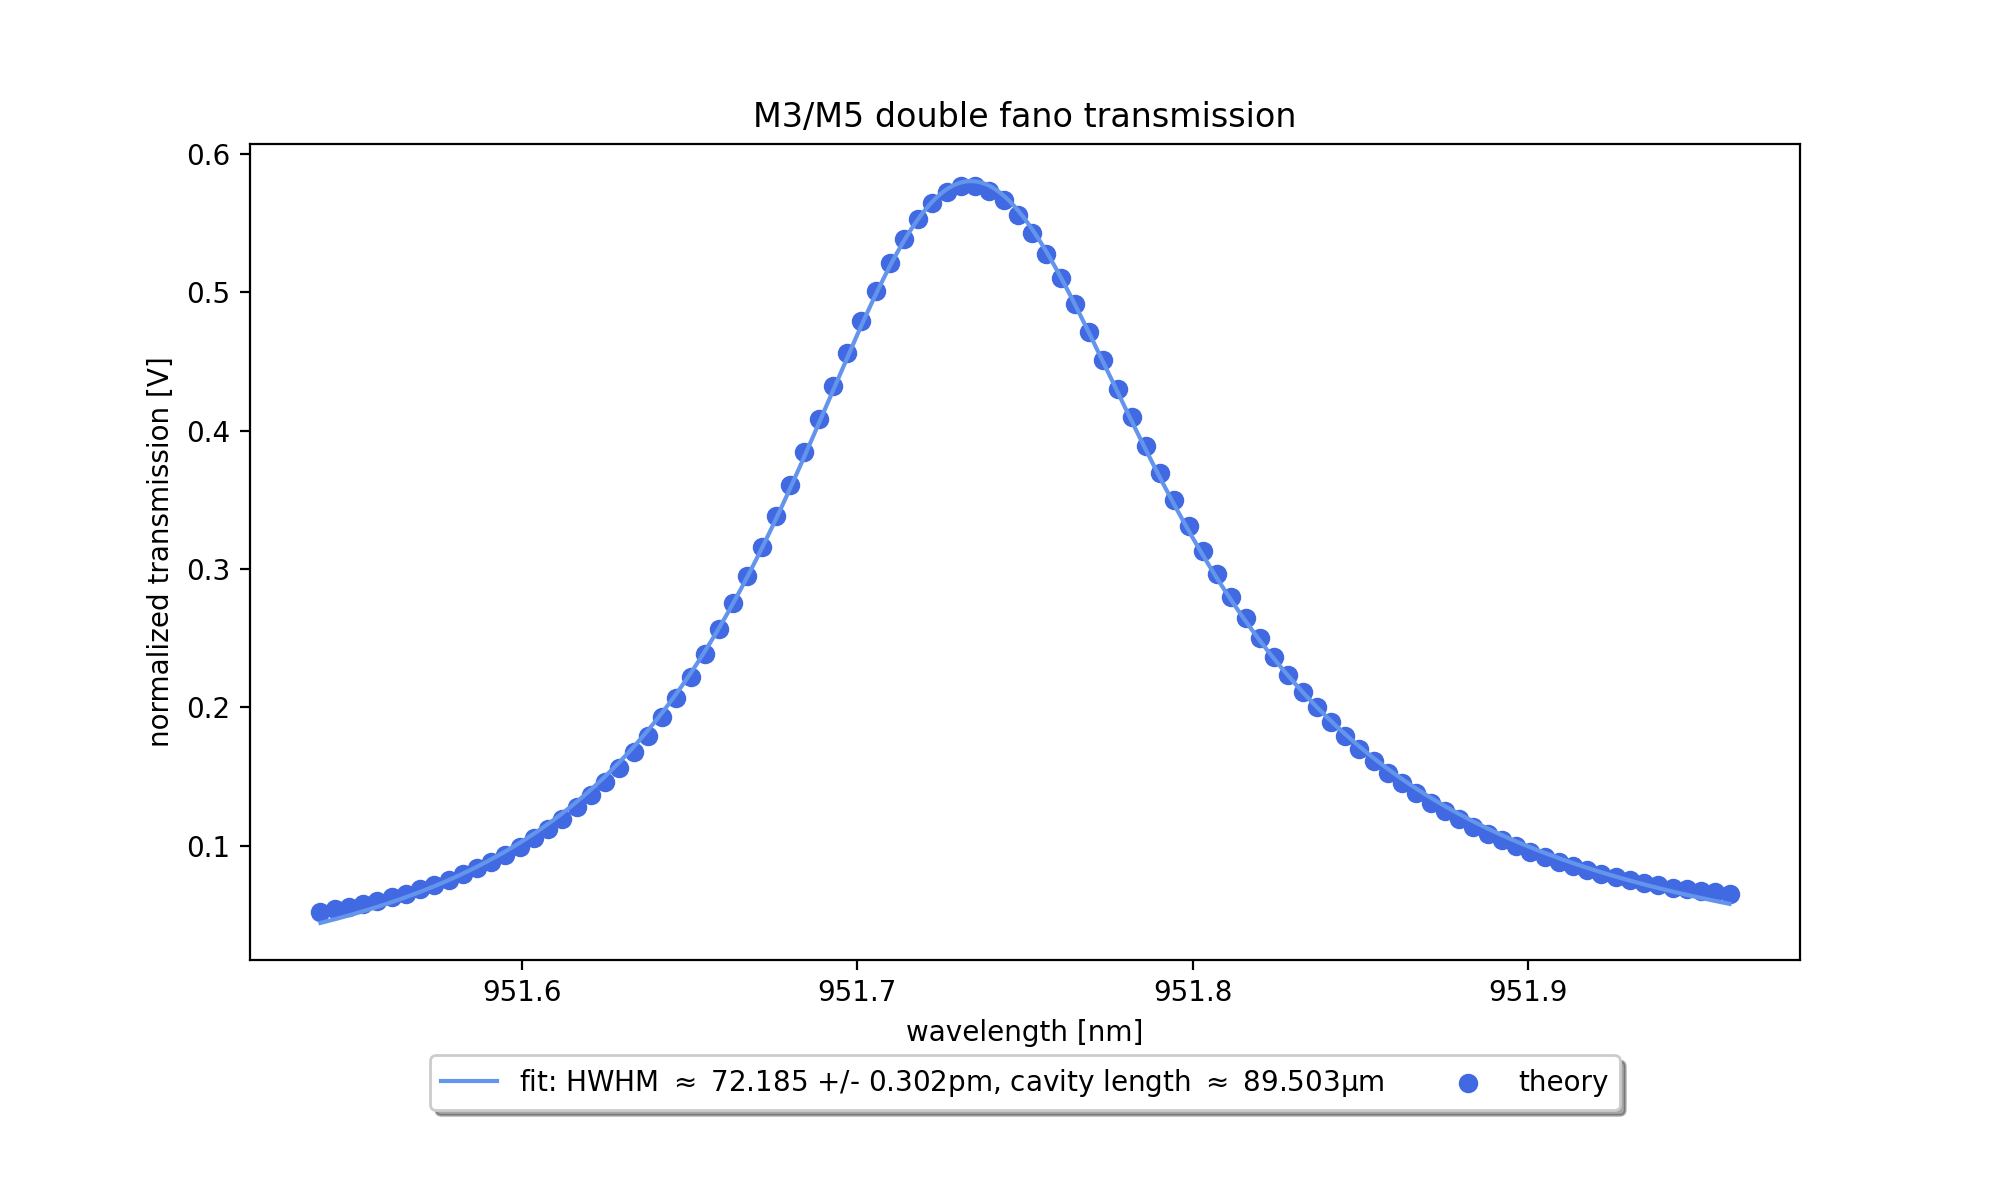 M3/M5 double fano transmission
0.6
0.5
0.4
0.3
0.2
0.1
normalized transmission [V]
951.6 951.7 951.8 951.9
wavelength [nm]
fit: HWHM ≈ 72.185 +/- 0.302pm, cavity length ≈ 89.503μm theory